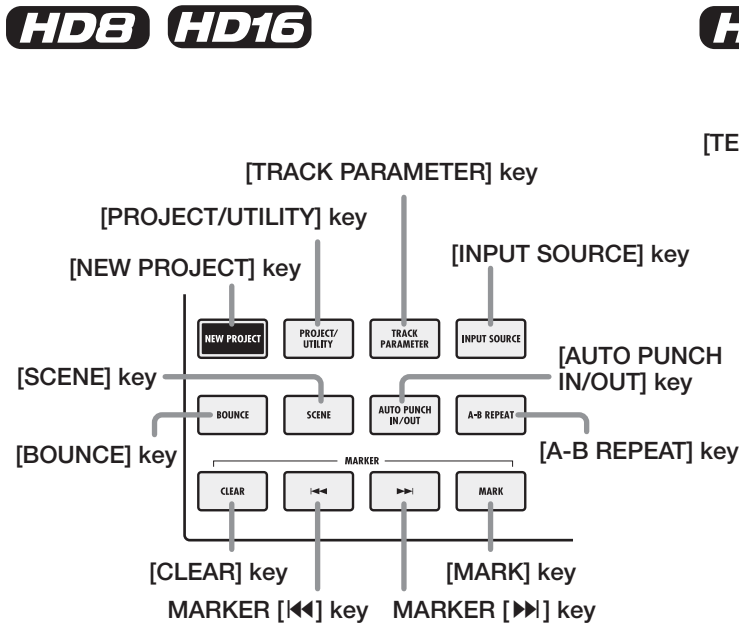 HD8 HD16 H
[TE
[TRACK PARAMETER] key
[PROJECT/UTILITY] key
[NEW PROJECT] key
[INPUT SOURCE] key
NEW PROJECT
PROJECT/
UTILITY
TRACK
PARAMETER
INPUT SOURCE
[SCENE] key
[AUTO PUNCH
IN/OUT] key
BOUNCE
SCENE
AUTO PUNCH
IN/OUT
A-B REPEAT
[BOUNCE] key
[A-B REPEAT] key
MARKER
CLEAR
⏮
⏭
MARK
[CLEAR] key
[MARK] key
MARKER [⏮] key
MARKER [⏭] key